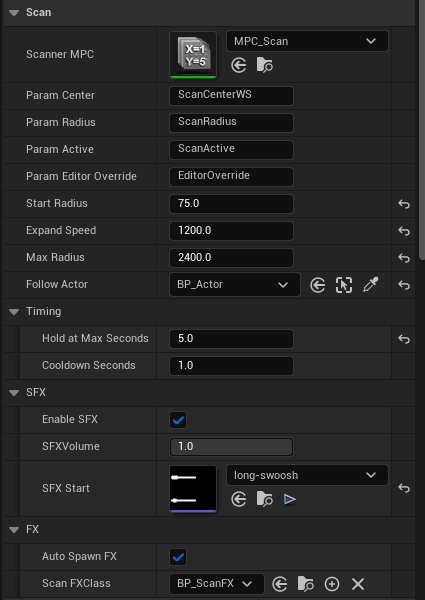 Scan
Scanner MPC
X=1
Y=5
MPC_Scan
Param Center ScanCenterWS
Param Radius ScanRadius
Param Active ScanActive
Param Editor Override EditorOverride
Start Radius 75.0
Expand Speed 1200.0
Max Radius 2400.0
Follow Actor BP_Actor
Timing
Hold at Max Seconds 5.0
Cooldown Seconds 1.0
SFX
Enable SFX
SFXVolume 1.0
SFX Start long-swoosh
FX
Auto Spawn FX
Scan FXClass BP_ScanFX